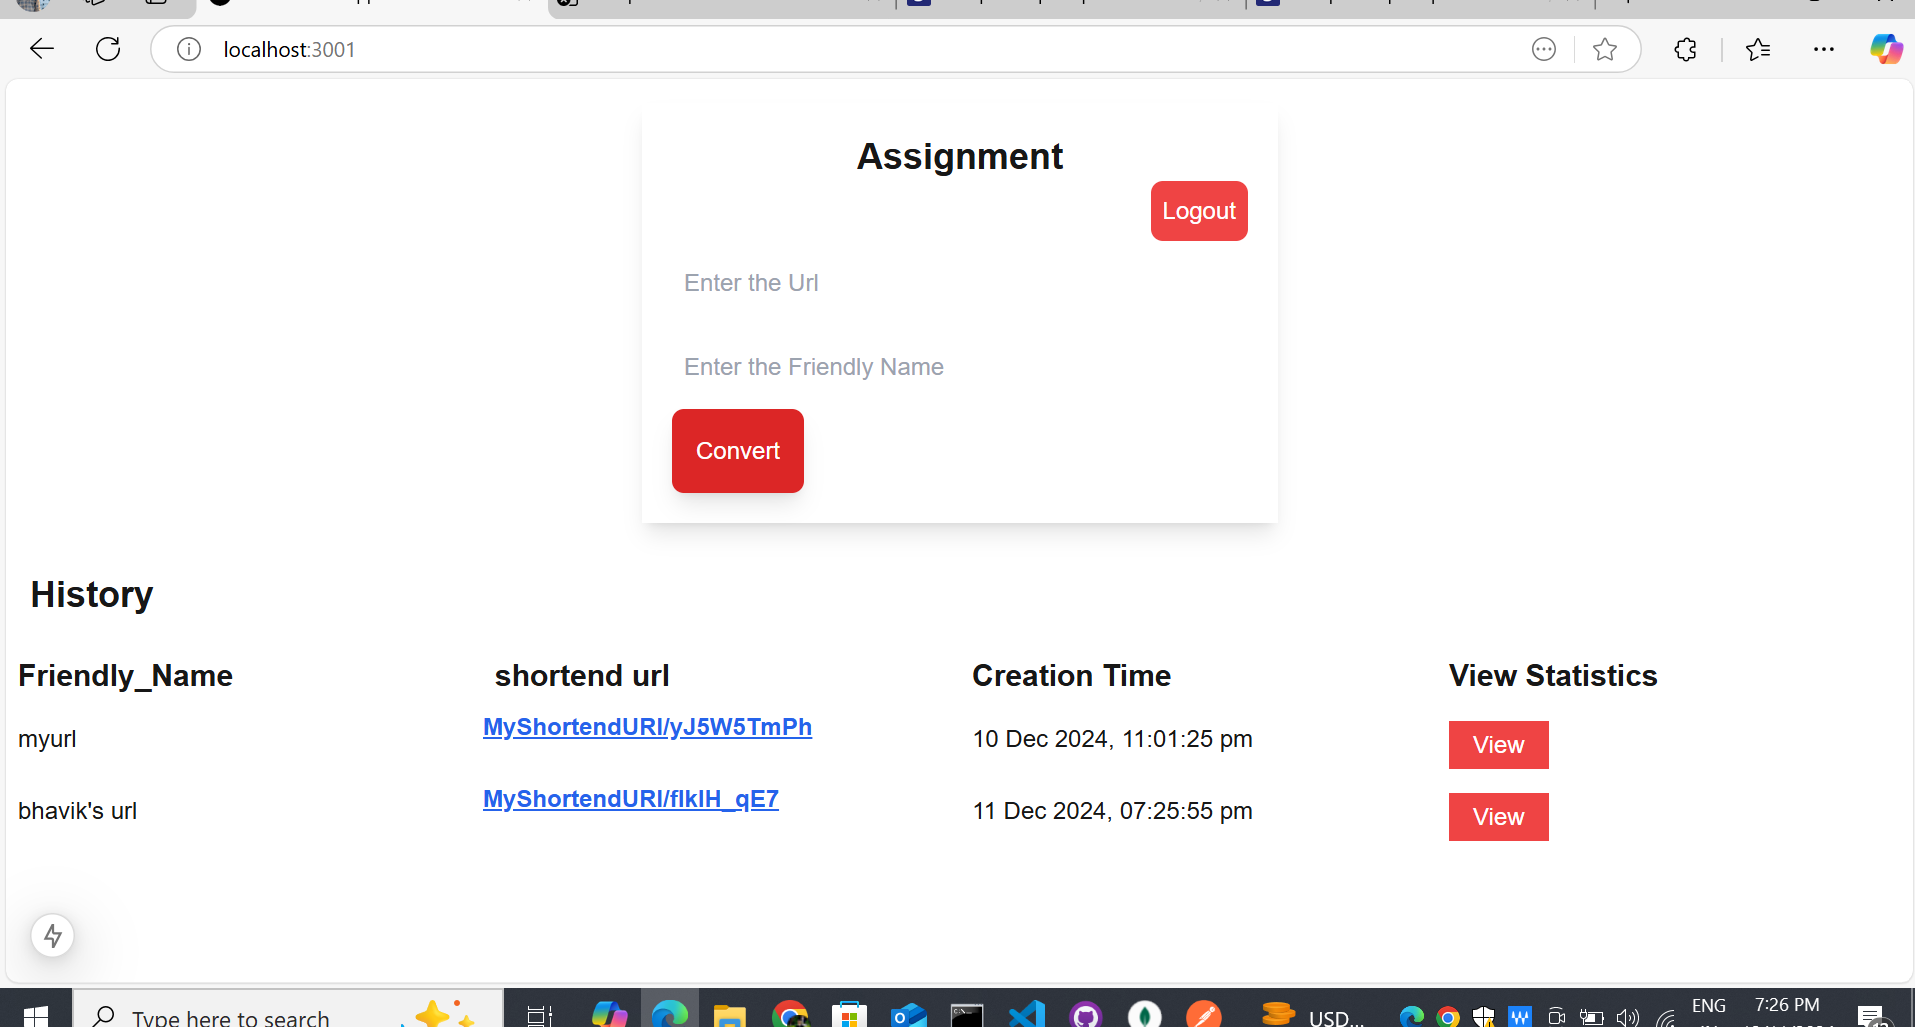 localhost:3001
Assignment
Logout
Enter the Url
Enter the Friendly Name
Convert
History
Friendly_Name shortend url Creation Time View Statistics
myurl MyShortendURl/yJ5W5TmPh 10 Dec 2024, 11:01:25 pm View
bhavik's url MyShortendURl/flklH_qE7 11 Dec 2024, 07:25:55 pm View
Type here to search
USD...
ENG
7:26 PM